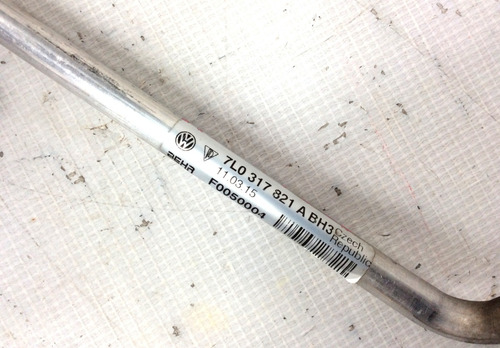 7L0 317 821 A BH3
11 03 15
BEHR F0050004
Czech
Republic